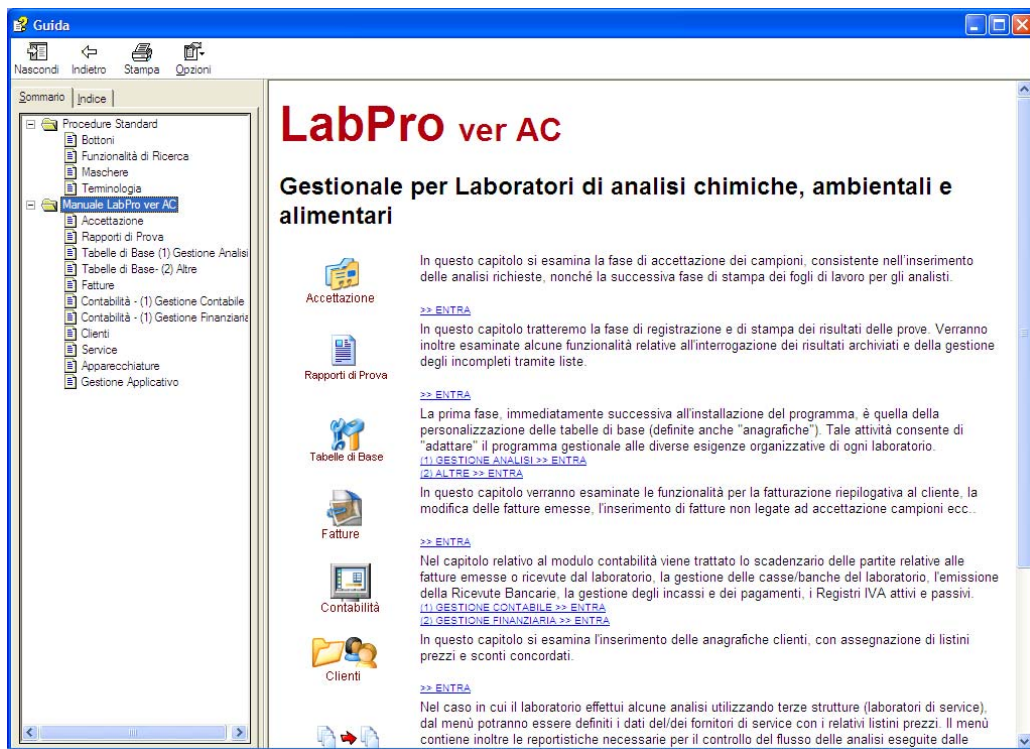 Guida
Nascondi Indietro Stampa Opzioni
Sommario Indice
Procedure Standard
Bottoni
Funzionalità di Ricerca
Maschere
Terminologia
Manuale LabPro ver AC
Accettazione
Rapporti di Prova
Tabelle di Base (1) Gestione Analisi
Tabelle di Base- (2) Altre
Fatture
Contabilità - (1) Gestione Contabile
Contabilità - (1) Gestione Finanziaria
Clienti
Service
Apparecchiature
Gestione Applicativo
LabPro ver AC
Gestionale per Laboratori di analisi chimiche, ambientali e
alimentari
Accettazione
In questo capitolo si esamina la fase di accettazione dei campioni, consistente nell'inserimento
delle analisi richieste, nonché la successiva fase di stampa dei fogli di lavoro per gli analisti.
>> ENTRA
Rapporti di Prova
In questo capitolo tratteremo la fase di registrazione e di stampa dei risultati delle prove. Verranno
inoltre esaminate alcune funzionalità relative all'interrogazione dei risultati archiviati e della gestione
degli incompleti tramite liste.
>> ENTRA
Tabelle di Base
La prima fase, immediatamente successiva all'installazione del programma, è quella della
personalizzazione delle tabelle di base (definite anche "anagrafiche"). Tale attività consente di
"adattare" il programma gestionale alle diverse esigenze organizzative di ogni laboratorio.
(1) GESTIONE ANALISI >> ENTRA
(2) ALTRE >> ENTRA
Fatture
In questo capitolo verranno esaminate le funzionalità per la fatturazione riepilogativa al cliente, la
modifica delle fatture emesse, l'inserimento di fatture non legate ad accettazione campioni ecc..
>> ENTRA
Contabilità
Nel capitolo relativo al modulo contabilità viene trattato lo scadenzario delle partite relative alle
fatture emesse o ricevute dal laboratorio, la gestione delle casse/banche del laboratorio, l'emissione
della Ricevute Bancarie, la gestione degli incassi e dei pagamenti, i Registri IVA attivi e passivi.
(1) GESTIONE CONTABILE >> ENTRA
(2) GESTIONE FINANZIARIA >> ENTRA
Clienti
In questo capitolo si esamina l'inserimento delle anagrafiche clienti, con assegnazione di listini
prezzi e sconti concordati.
>> ENTRA
Nel caso in cui il laboratorio effettui alcune analisi utilizzando terze strutture (laboratori di service),
dal menù potranno essere definiti i dati del/dei fornitori di service con i relativi listini prezzi. Il menù
contiene inoltre le reportistiche necessarie per il controllo del flusso delle analisi eseguite dalle